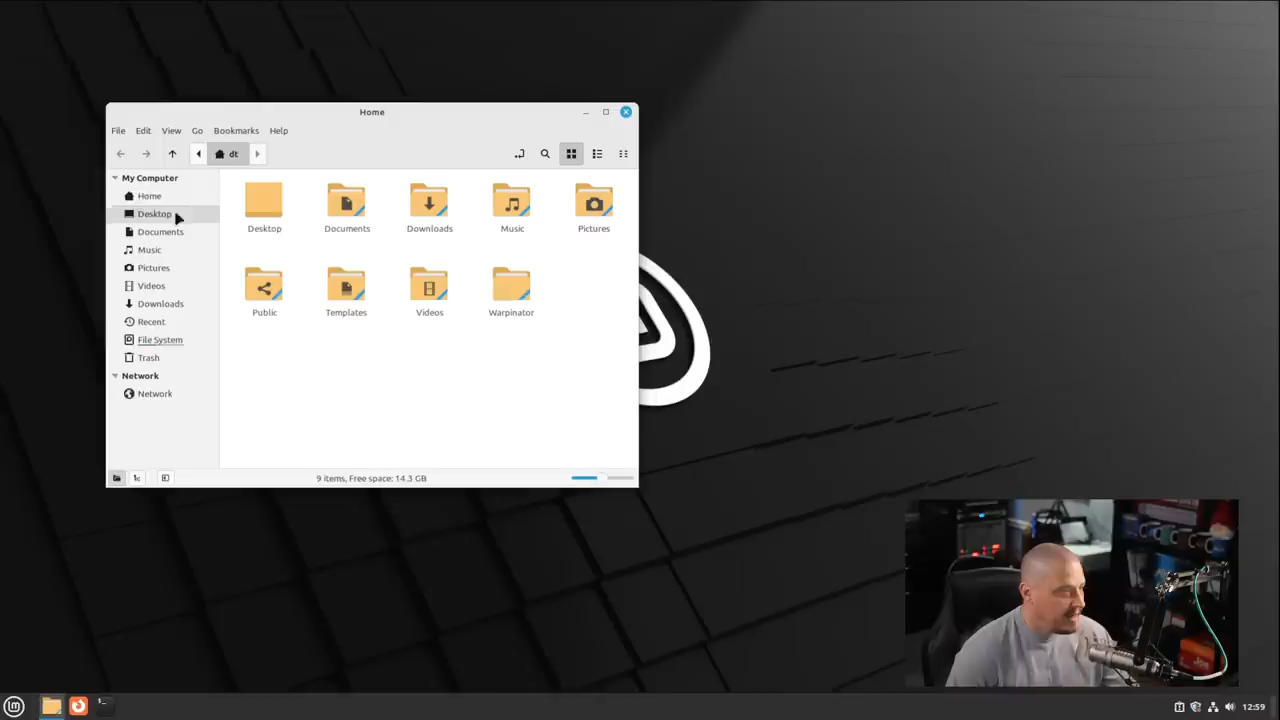 Home
File Edit View Go Bookmarks Help
dt
My Computer
Home
Desktop
Documents
Music
Pictures
Videos
Downloads
Recent
File System
Trash
Network
Network
Desktop Documents Downloads Music Pictures
Public Templates Videos Warpinator
9 items, Free space: 14.3 GB
12:59